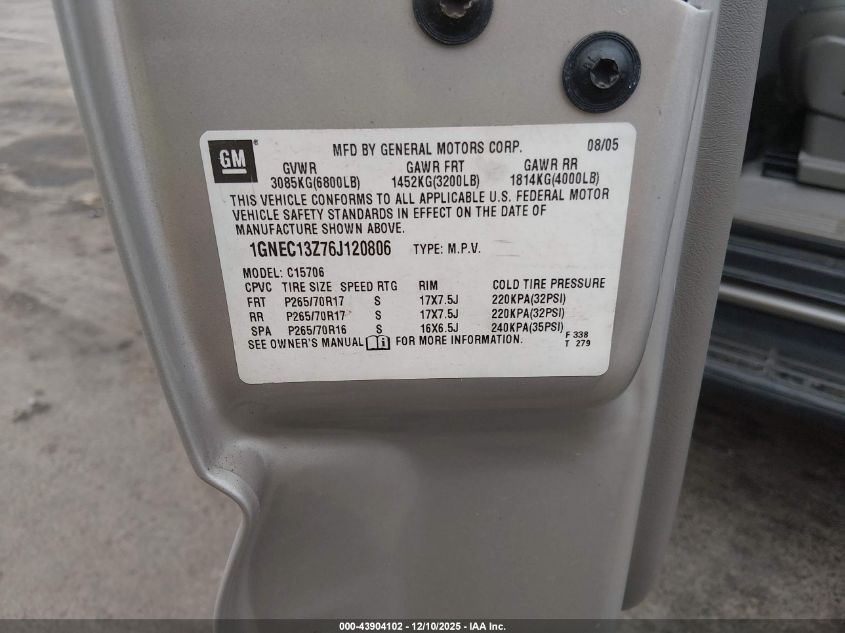 GM® MFD BY GENERAL MOTORS CORP. 08/05
GVWR GAWR FRT GAWR RR
3085KG(6800LB) 1452KG(3200LB) 1814KG(4000LB)
THIS VEHICLE CONFORMS TO ALL APPLICABLE U.S. FEDERAL MOTOR
VEHICLE SAFETY STANDARDS IN EFFECT ON THE DATE OF
MANUFACTURE SHOWN ABOVE.
1GNEC13Z76J120806 TYPE: M.P.V.
MODEL: C15706
CPVC TIRE SIZE SPEED RTG RIM COLD TIRE PRESSURE
FRT P265/70R17 S 17X7.5J 220KPA(32PSI)
RR P265/70R17 S 17X7.5J 220KPA(32PSI)
SPA P265/70R16 S 16X6.5J 240KPA(35PSI)
SEE OWNER'S MANUAL i FOR MORE INFORMATION.
F 338
T 279
000-43904102 - 12/10/2025 - IAA Inc.